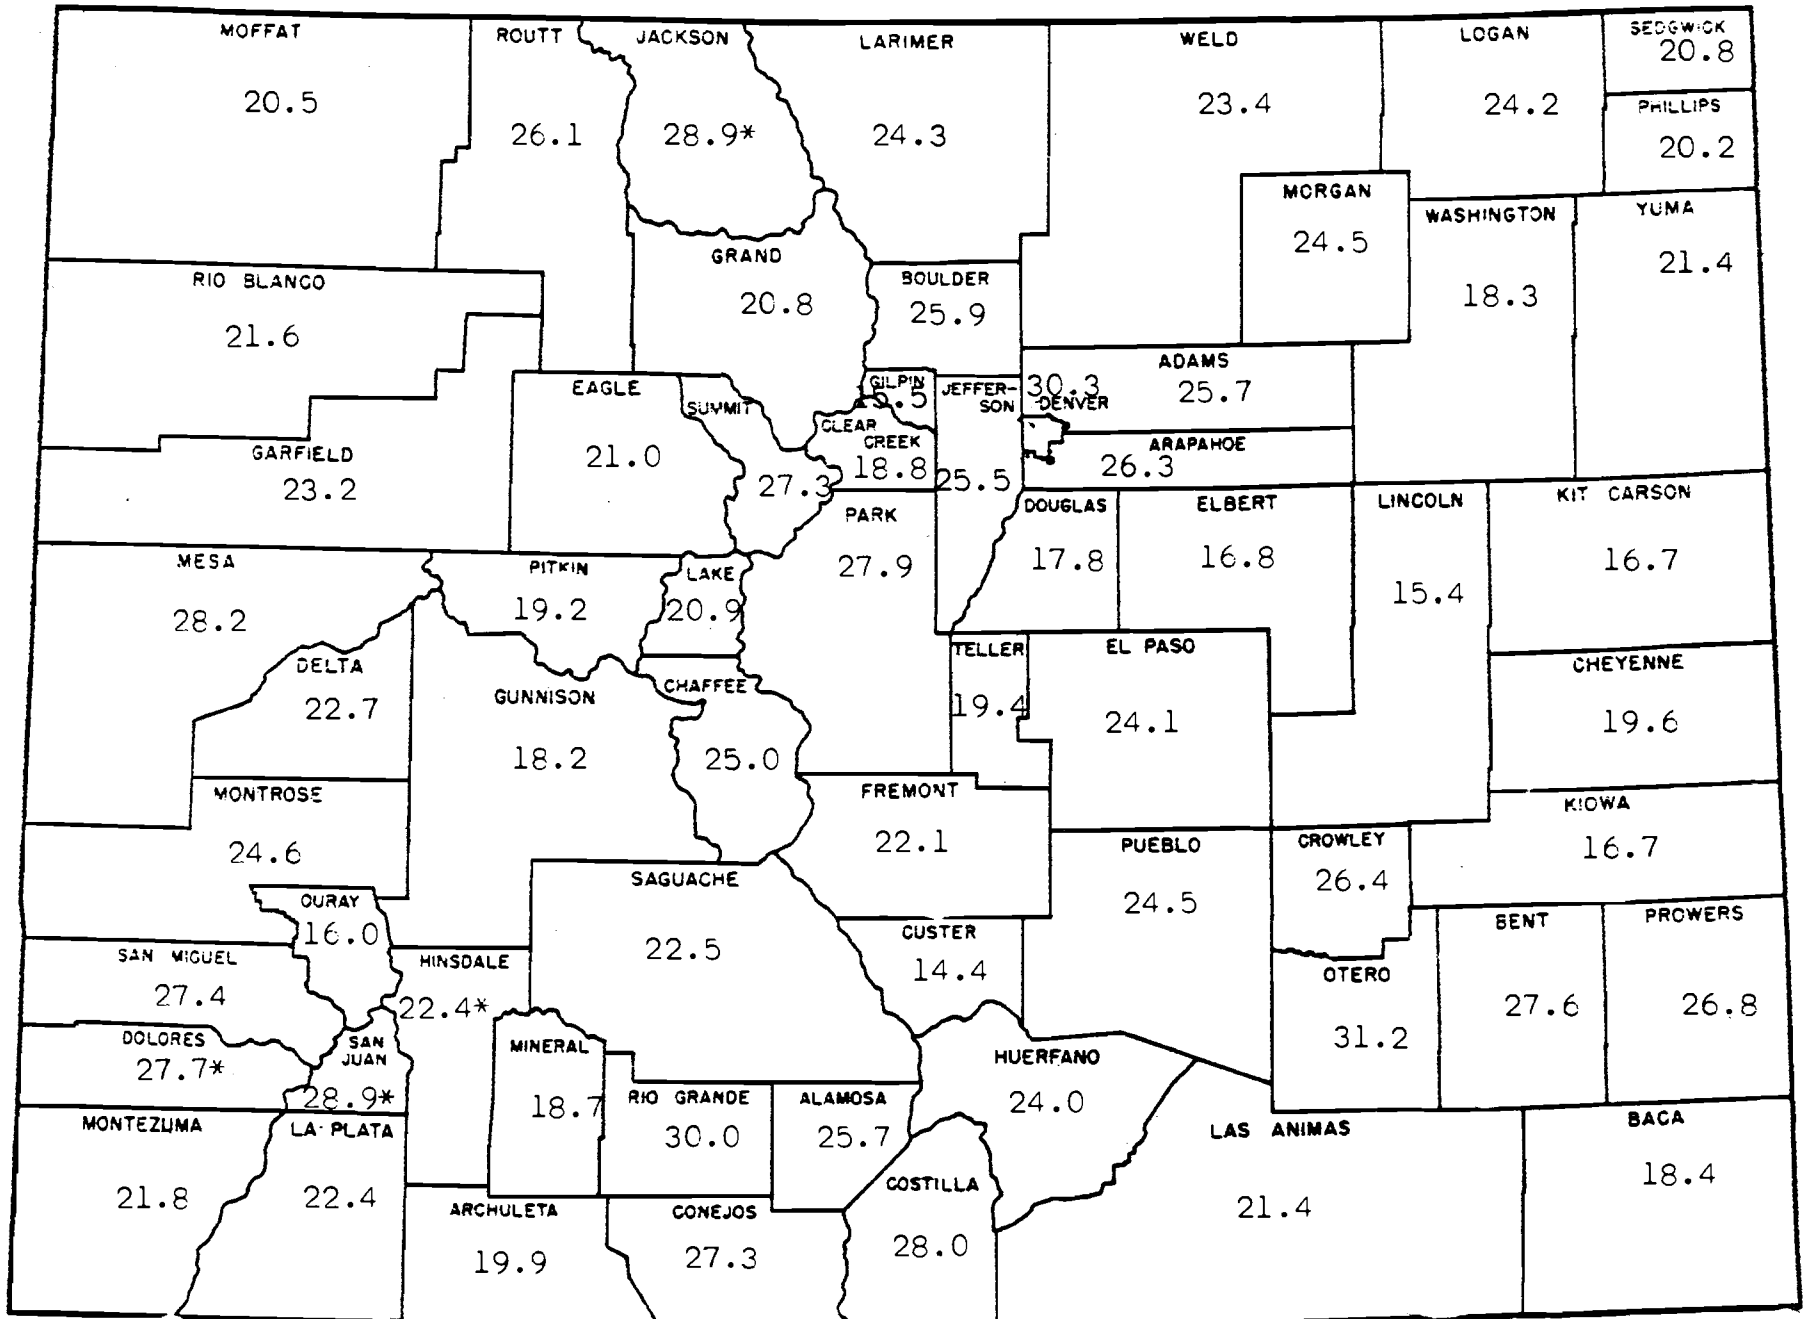 MOFFAT
20.5
ROUTT
26.1
JACKSON
28.9*
LARIMER
24.3
WELD
23.4
LOGAN
24.2
SEDGWICK
20.8
PHILLIPS
20.2
MORGAN
24.5
WASHINGTON
18.3
YUMA
21.4
RIO BLANCO
21.6
GRAND
20.8
BOULDER
25.9
GARFIELD
23.2
EAGLE
21.0
SUMMIT
27.3
GILPIN
CLEAR
CREEK
18.8
JEFFER-
SON
25.5
30.3
DENVER
ADAMS
25.7
ARAPAHOE
26.3
MESA
28.2
PITKIN
19.2
LAKE
20.9
PARK
27.9
DOUGLAS
17.8
ELBERT
16.8
LINCOLN
15.4
KIT CARSON
16.7
DELTA
22.7
GUNNISON
18.2
CHAFFEE
25.0
TELLER
19.4
EL PASO
24.1
CHEYENNE
19.6
MONTROSE
24.6
FREMONT
22.1
PUEBLO
24.5
CROWLEY
26.4
KIOWA
16.7
OURAY
16.0
SAGUACHE
22.5
CUSTER
14.4
OTERO
31.2
BENT
27.6
PROWERS
26.8
SAN MIGUEL
27.4
HINSDALE
22.4*
DOLORES
27.7*
SAN
JUAN
28.9*
MINERAL
18.7
RIO GRANDE
30.0
ALAMOSA
25.7
HUERFANO
24.0
MONTEZUMA
21.8
LA PLATA
22.4
ARCHULETA
19.9
CONEJOS
27.3
COSTILLA
28.0
LAS ANIMAS
21.4
BACA
18.4